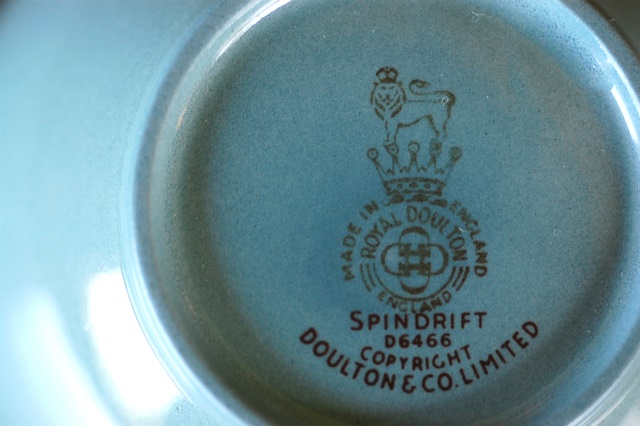 MADE IN ENGLAND
ROYAL DOULTON
ENGLAND
SPINDRIFT
D6466
COPYRIGHT
DOULTON & CO. LIMITED